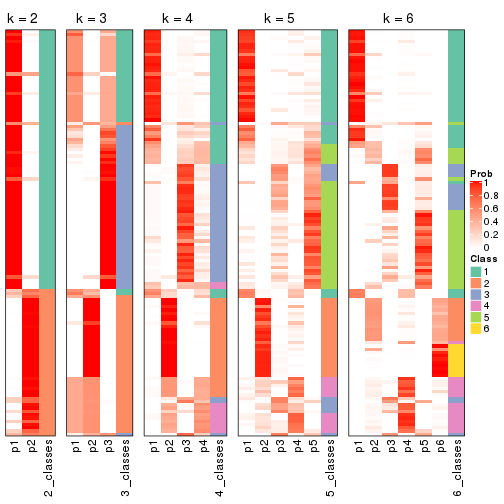 k = 2
k = 3
k = 4
k = 5
k = 6
Prob
1
0.8
0.6
0.4
0.2
0
Class
1
2
3
4
5
6
p1
p2
2_classes
p1
p2
p3
3_classes
p1
p2
p3
p4
4_classes
p1
p2
p3
p4
p5
5_classes
p1
p2
p3
p4
p5
p6
6_classes